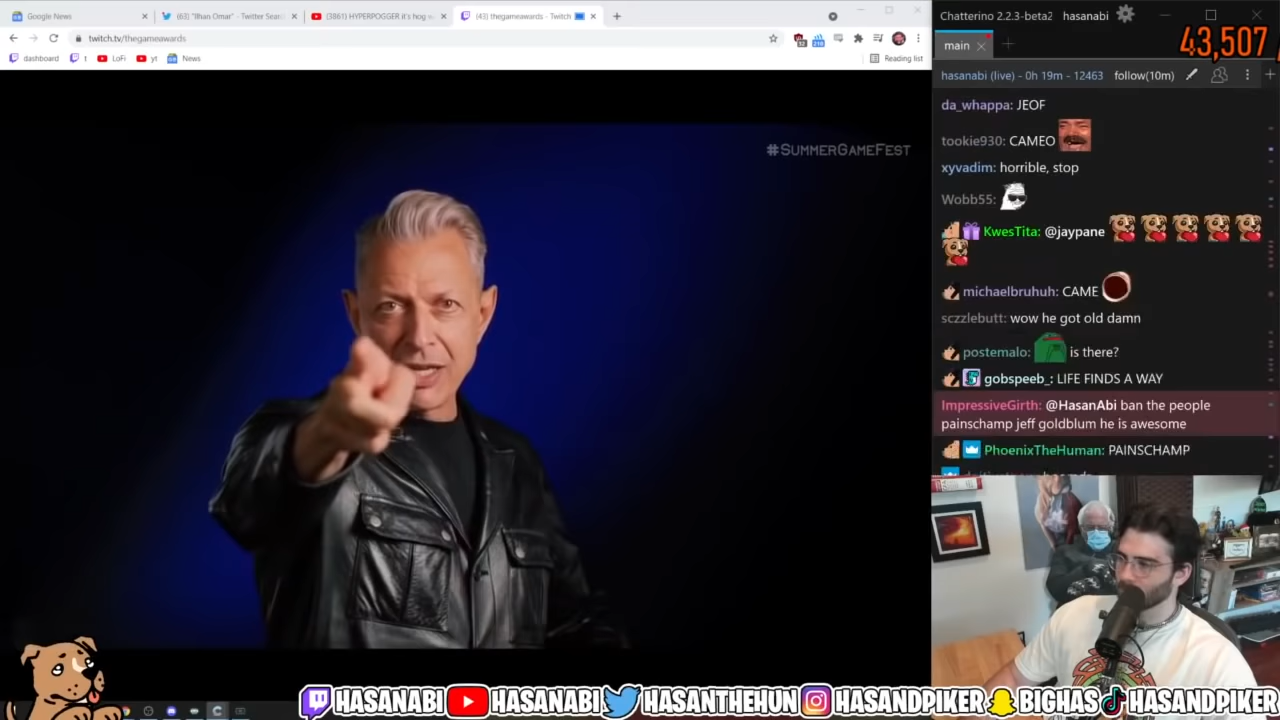 Google News
(63) "Ilhan Omar" - Twitter Sear
(3861) HYPERPOGGER it's hog
(43) thegameawards - Twitch
Chatterino 2.2.3-beta2
hasanabi
twitch.tv/thegameawards
main
43,507
dashboard
t
LoFi
yt
News
Reading list
hasanabi (live) - 0h 19m - 12463
follow(10m)
da_whappa: JEOF
#SUMMERGAMEFEST
tookie930: CAMEO
xyvadim: horrible, stop
Wobb55:
KwesTita: @jaypane
michaelbruhuh: CAME
sczzlebutt: wow he got old damn
postemalo: is there?
gobspeeb_: LIFE FINDS A WAY
ImpressiveGirth: @HasanAbi ban the people
painschamp jeff goldblum he is awesome
PhoenixTheHuman: PAINSCHAMP
HASANABI
HASANABI
HASANTHEHUN
HASANDPIKER
BIGHAS
HASANDPIKER